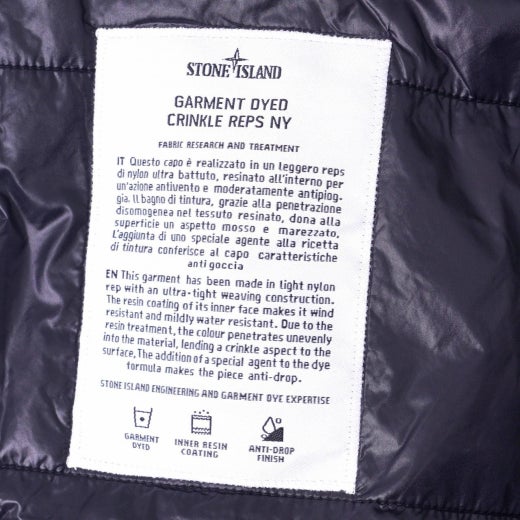 STONE ISLAND
GARMENT DYED
CRINKLE REPS NY
FABRIC RESEARCH AND TREATMENT
IT Questo capo è realizzato in un leggero reps
di nylon ultra battuto, resinato all'interno per
un'azione antivento e moderatamente antipiog-
gia. Il bagno di tintura, grazie alla penetrazione
disomogenea nel tessuto resinato, dona alla
superficie un aspetto mosso e marezzato.
L'aggiunta di uno speciale agente alla ricetta
di tintura conferisce al capo caratteristiche
anti goccia
EN This garment has been made in light nylon
rep with an ultra-tight weaving construction.
The resin coating of its inner face makes it wind
resistant and mildly water resistant. Due to the
resin treatment, the colour penetrates unevenly
into the material, lending a crinkle aspect to the
surface. The addition of a special agent to the dye
formula makes the piece anti-drop.
STONE ISLAND ENGINEERING AND GARMENT DYE EXPERTISE
GARMENT
DYED
INNER RESIN
COATING
ANTI-DROP
FINISH